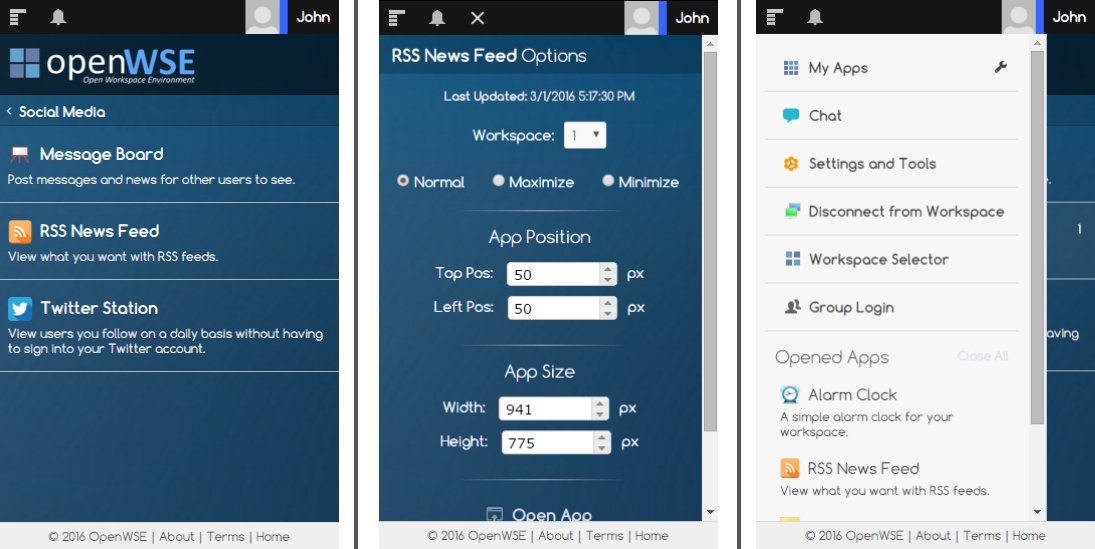 John
openWSE
Open Workspace Environment
< Social Media
Message Board
Post messages and news for other users to see.
RSS News Feed
View what you want with RSS feeds.
Twitter Station
View users you follow on a daily basis without having
to sign into your Twitter account.
© 2016 OpenWSE | About | Terms | Home
John
RSS News Feed Options
Last Updated: 3/1/2016 5:17:30 PM
Workspace: 1
Normal Maximize Minimize
App Position
Top Pos: 50 px
Left Pos: 50 px
App Size
Width: 941 px
Height: 775 px
Open App
© 2016 OpenWSE | About | Terms | Home
John
My Apps
Chat
Settings and Tools
Disconnect from Workspace
1
Workspace Selector
Group Login
aving
Opened Apps Close All
Alarm Clock
A simple alarm clock for your
workspace.
RSS News Feed
View what you want with RSS feeds.
© 2016 OpenWSE | About | Terms | Home